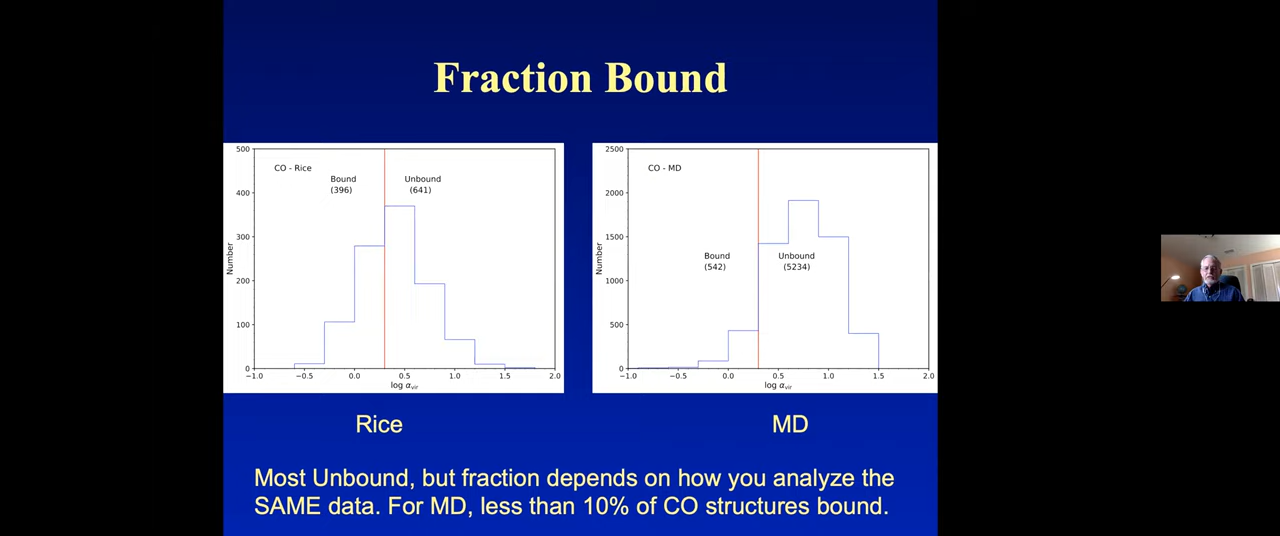 Fraction Bound
CO - Rice
Bound
(396)
Unbound
(641)
500
400
300
200
100
0
Number
-1.0 -0.5 0.0 0.5 1.0 1.5 2.0
log αvir
CO - MD
Bound
(542)
Unbound
(5234)
2500
2000
1500
1000
500
0
Number
-1.0 -0.5 0.0 0.5 1.0 1.5 2.0
log αvir
Rice
MD
Most Unbound, but fraction depends on how you analyze the
SAME data. For MD, less than 10% of CO structures bound.